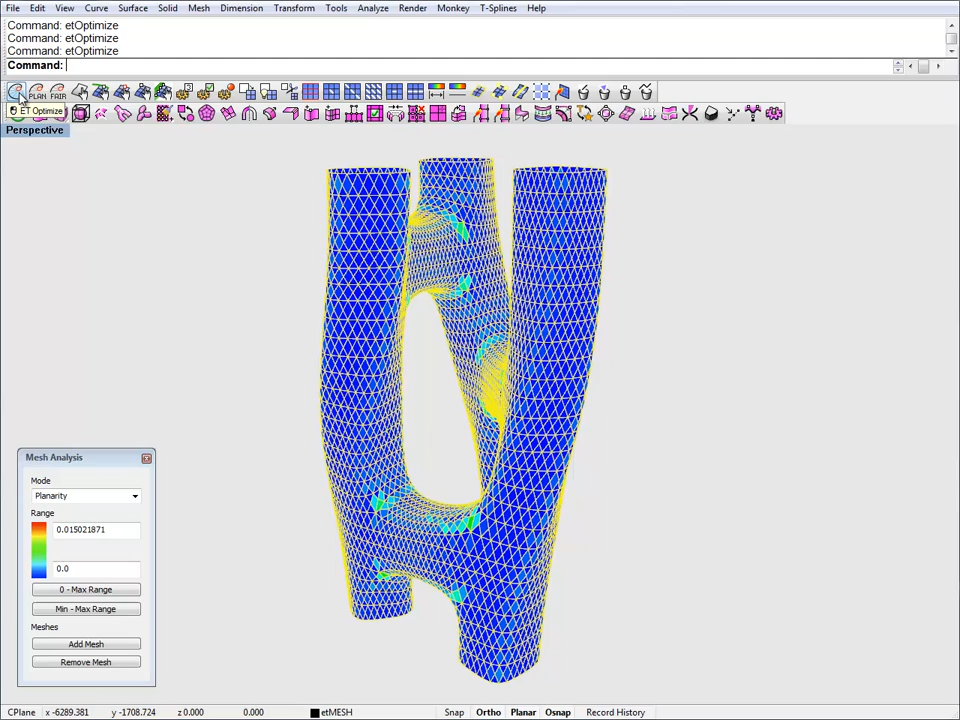 File Edit View Curve Surface Solid Mesh Dimension Transform Tools Analyze Render Monkey T-Splines Help
Command: etOptimize
Command: etOptimize
Command: etOptimize
Command:
PLAN FAIR
ET Optimize
Perspective
Mesh Analysis
Mode
Planarity
Range
0.015021871
0.0
0 - Max Range
Min - Max Range
Meshes
Add Mesh
Remove Mesh
CPlane x -6289.381 y -1708.724 z 0.000 0.000 etMESH Snap Ortho Planar Osnap Record History